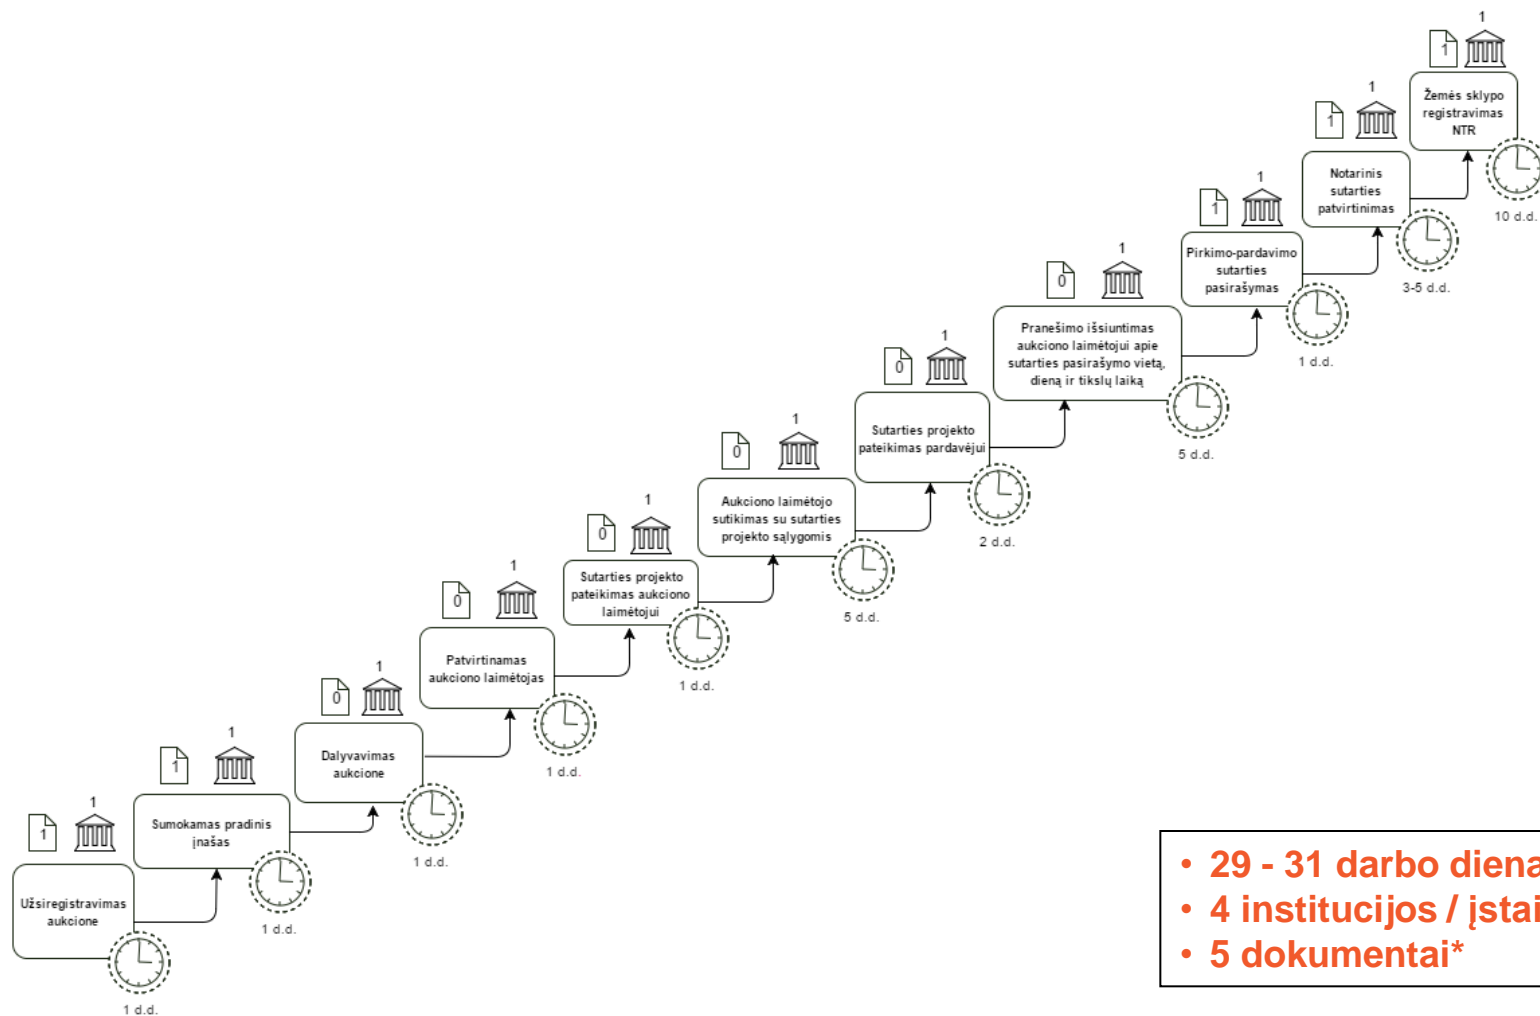 1
1
Užsiregistravimas
aukcione
1 d.d.
1
1
Sumokamas pradinis
įnašas
1 d.d.
1
0
Dalyvavimas
aukcione
1 d.d.
1
0
Patvirtinamas
aukciono laimėtojas
1 d.d.
1
0
Sutarties projekto
pateikimas aukciono
laimėtojui
1 d.d.
1
0
Aukciono laimėtojo
sutikimas su sutarties
projekto sąlygomis
5 d.d.
1
0
Sutarties projekto
pateikimas pardavėjui
2 d.d.
1
0
Pranešimo išsiuntimas
aukciono laimėtojui apie
sutarties pasirašymo vietą,
dieną ir tikslų laiką
5 d.d.
1
1
Pirkimo-pardavimo
sutarties
pasirašymas
1 d.d.
1
1
Notarinis
sutarties
patvirtinimas
3-5 d.d.
1
1
Žemės sklypo
registravimas
NTR
10 d.d.
• 29 - 31 darbo diena
• 4 institucijos / įstai
• 5 dokumentai*